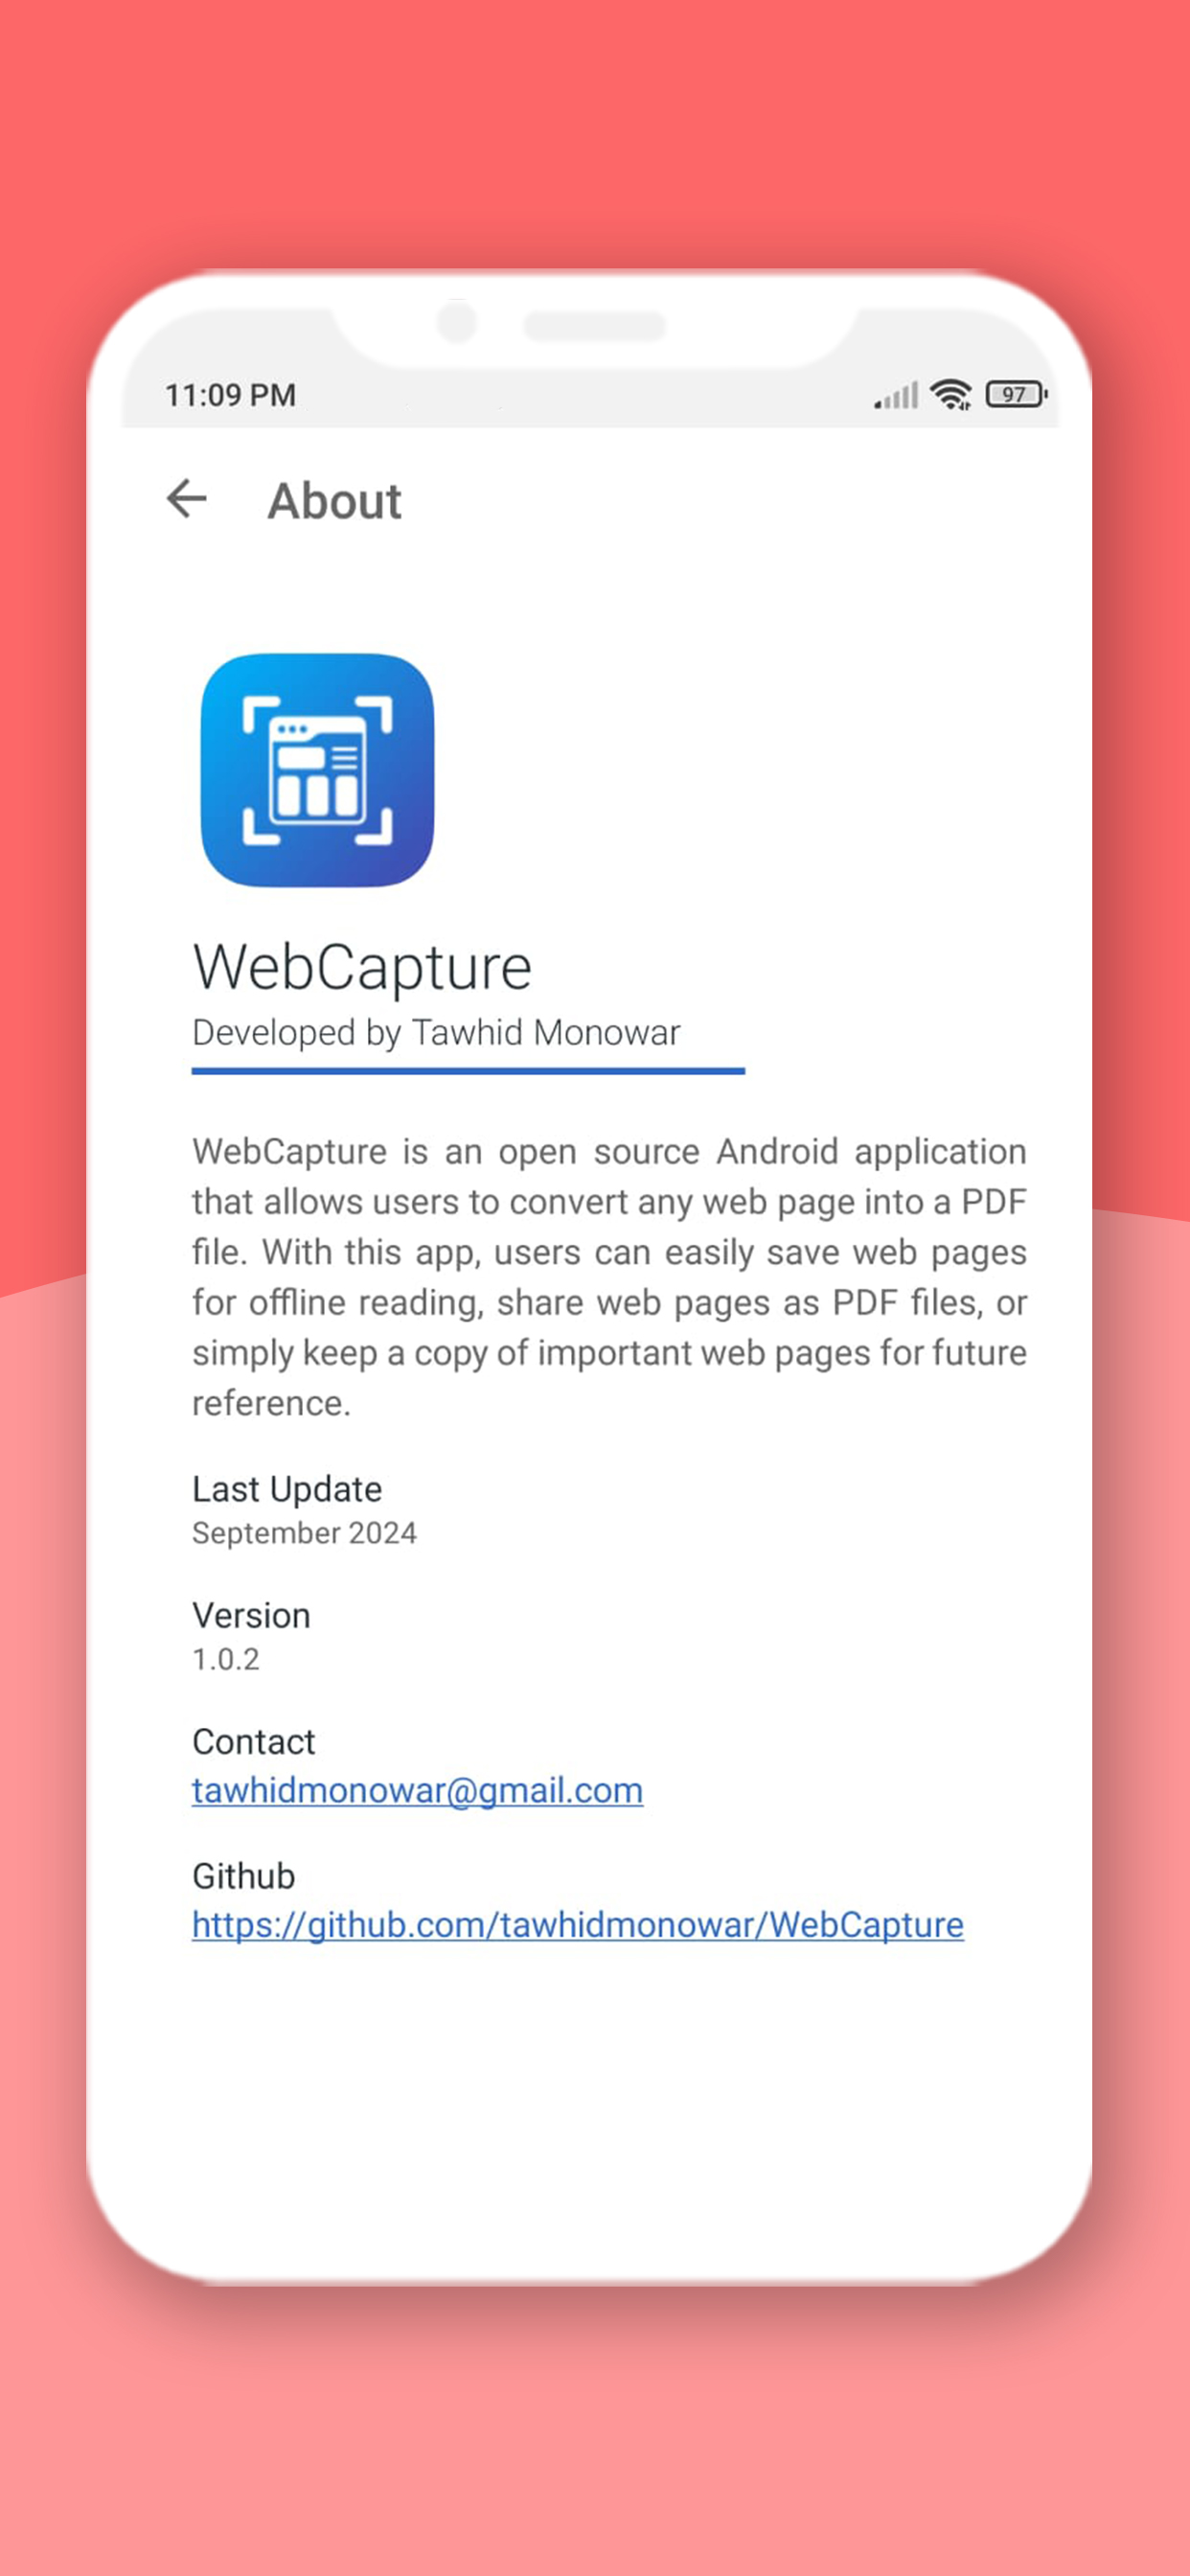 11:09 PM
97
About
WebCapture
Developed by Tawhid Monowar
WebCapture is an open source Android application
that allows users to convert any web page into a PDF
file. With this app, users can easily save web pages
for offline reading, share web pages as PDF files, or
simply keep a copy of important web pages for future
reference.
Last Update
September 2024
Version
1.0.2
Contact
tawhidmonowar@gmail.com
Github
https://github.com/tawhidmonowar/WebCapture